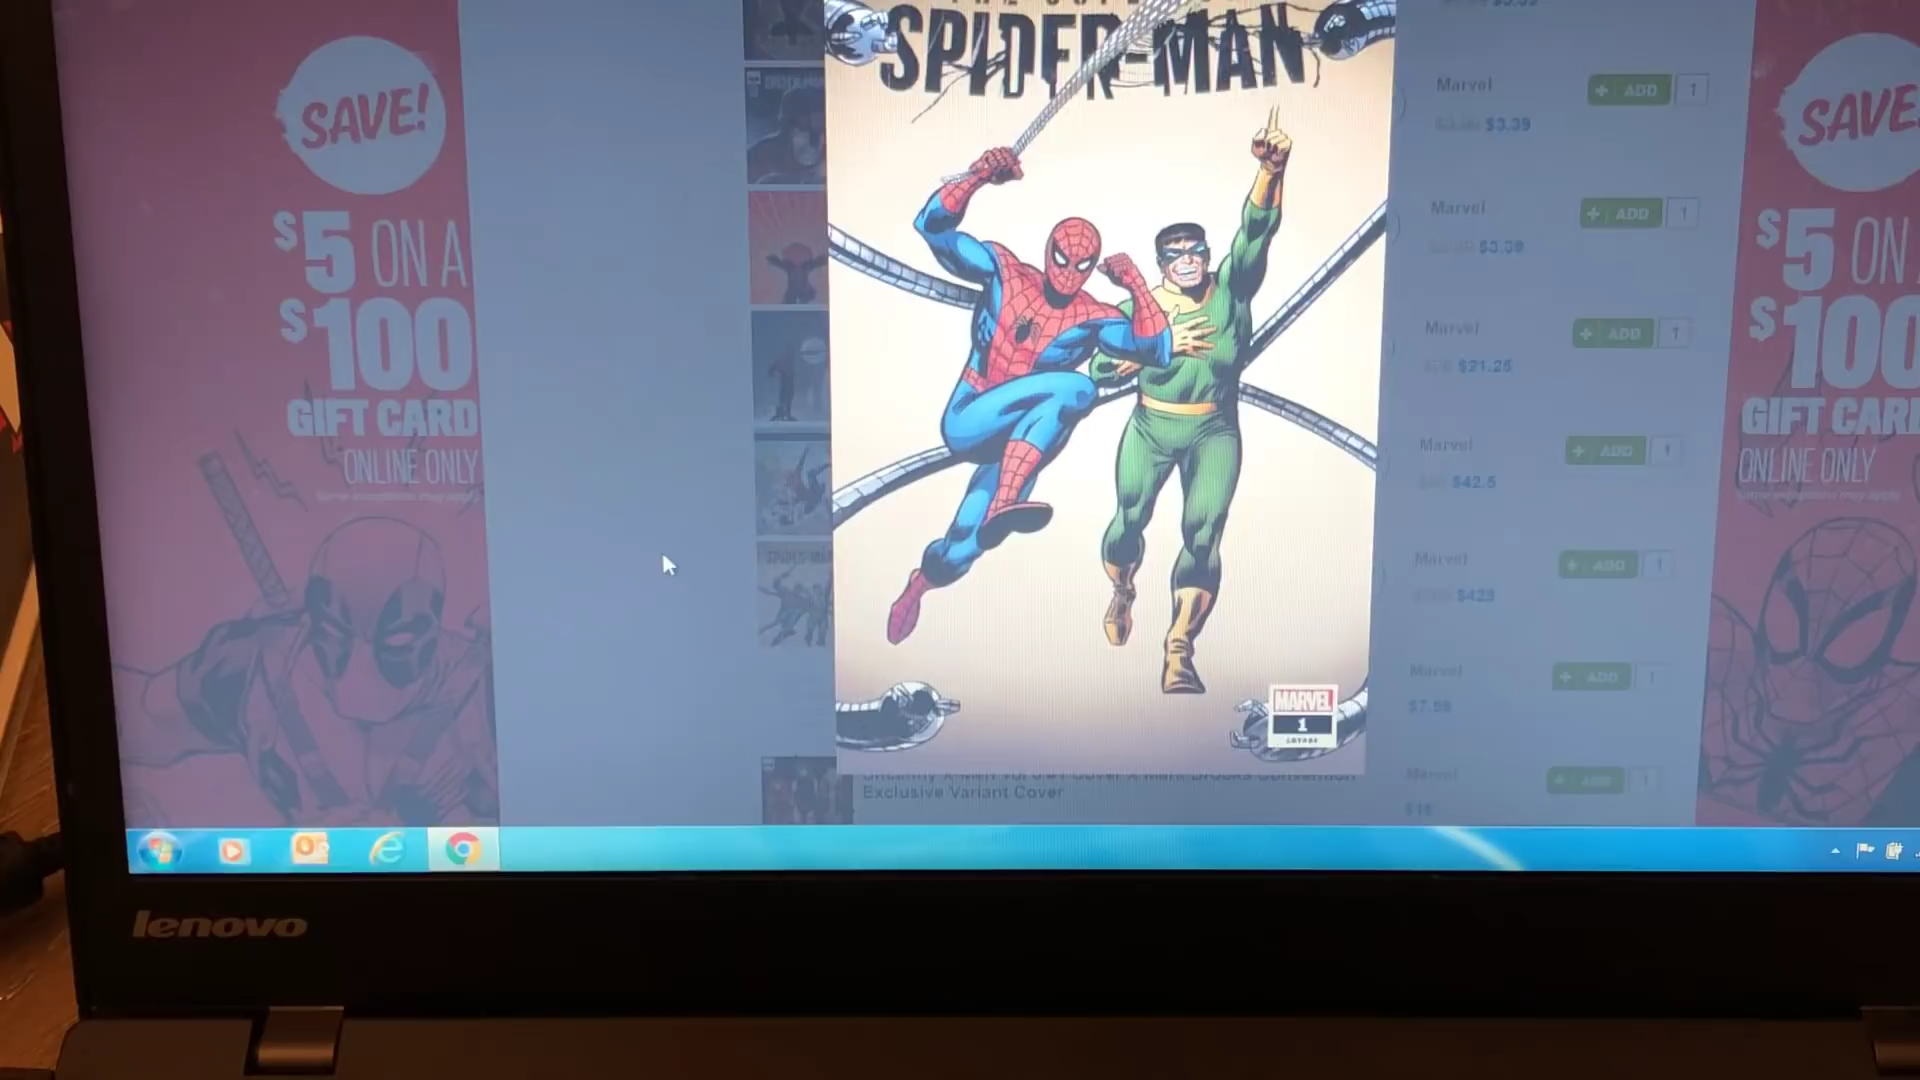 SPIDER-MAN
SAVE!
$5 ON A
$100
GIFT CARD
ONLINE ONLY
Marvel
+ ADD 1
$3.39
Marvel
+ ADD 1
$3.39
Marvel
+ ADD 1
$21.25
Marvel
+ ADD 1
$42.5
Marvel
+ ADD 1
$423
Marvel
+ ADD 1
Marvel
+ ADD 1
MARVEL
1
Exclusive Variant Cover
SAVE
$5 ON
$100
GIFT CARD
ONLINE ONLY
lenovo